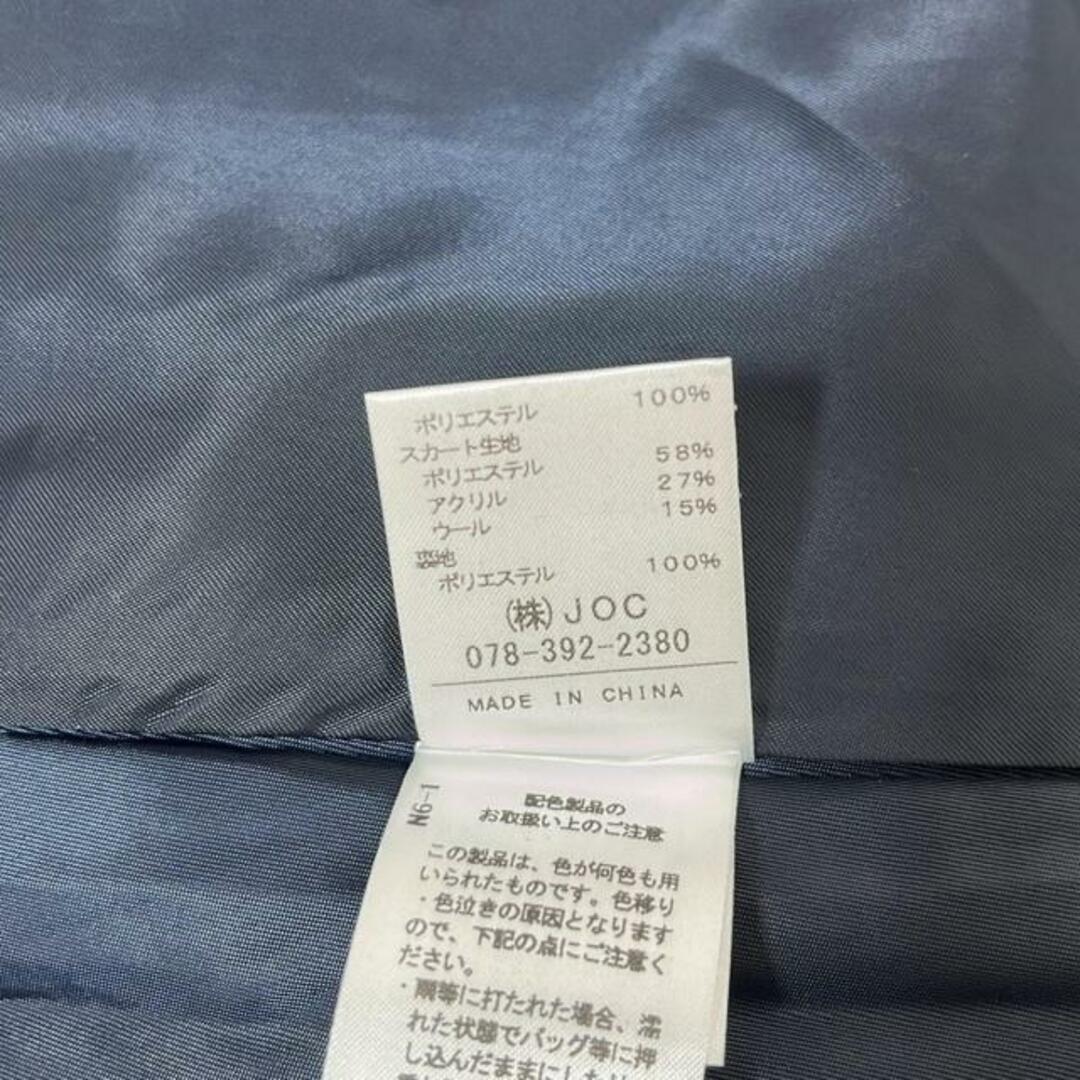 ポリエステル 100%
スカート生地
ポリエステル 58%
アクリル 27%
ウール 15%
裏地
ポリエステル 100%
(株)JOC
078-392-2380
MADE IN CHINA
N6-1
配色製品の
お取扱い上のご注意
この製品は、色が何色も用
いられたものです。色移り
・色泣きの原因となります
ので、下記の点にご注意く
ださい。
・雨等に打たれた場合、濡
れた状態でバッグ等に押
し込んだままにしたり